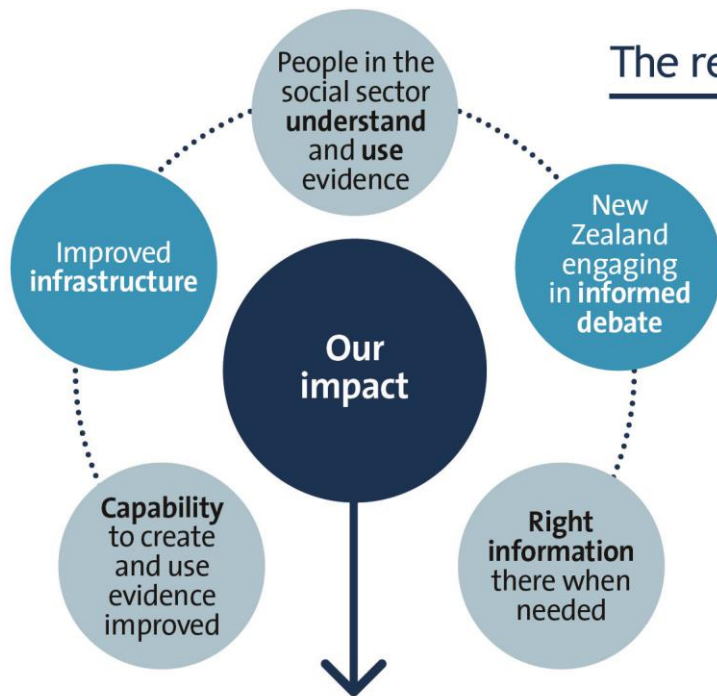 The re
People in the
social sector
understand
and use
evidence
Improved
infrastructure
New
Zealand
engaging
in informed
debate
Our
impact
Capability
to create
and use
evidence
improved
Right
information
there when
needed